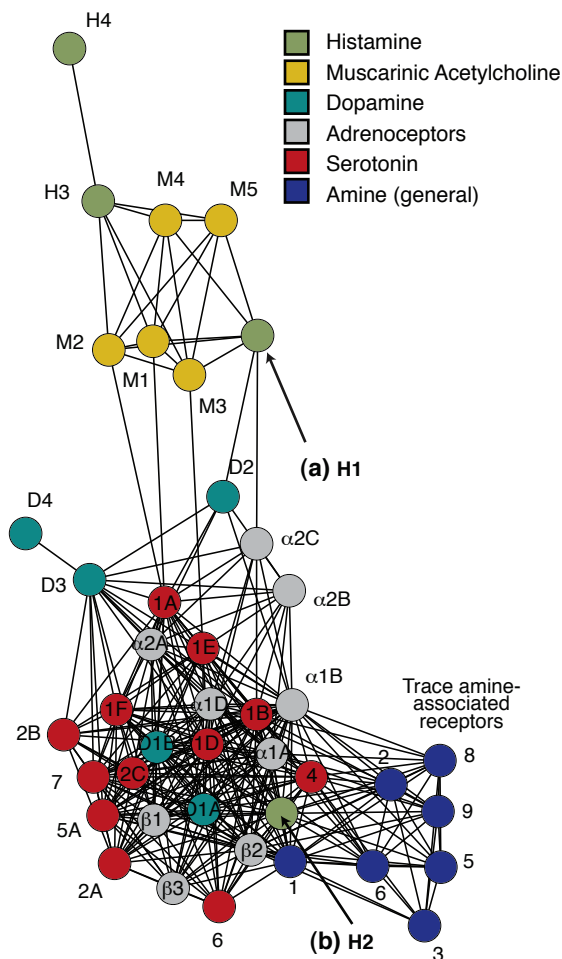 H4
Histamine
Muscarinic Acetylcholine
Dopamine
Adrenoceptors
Serotonin
Amine (general)
H3
M4
M5
M2
M1
M3
(a) H1
D2
D4
α2C
D3
α2B
1A
α2A
1E
α1B
Trace amine-
associated
receptors
1F
α1D
1B
2B
D1B
1D
α1A
2
8
7
2C
4
9
5A
β1
D1A
β2
5
2A
β3
1
6
6
(b) H2
3